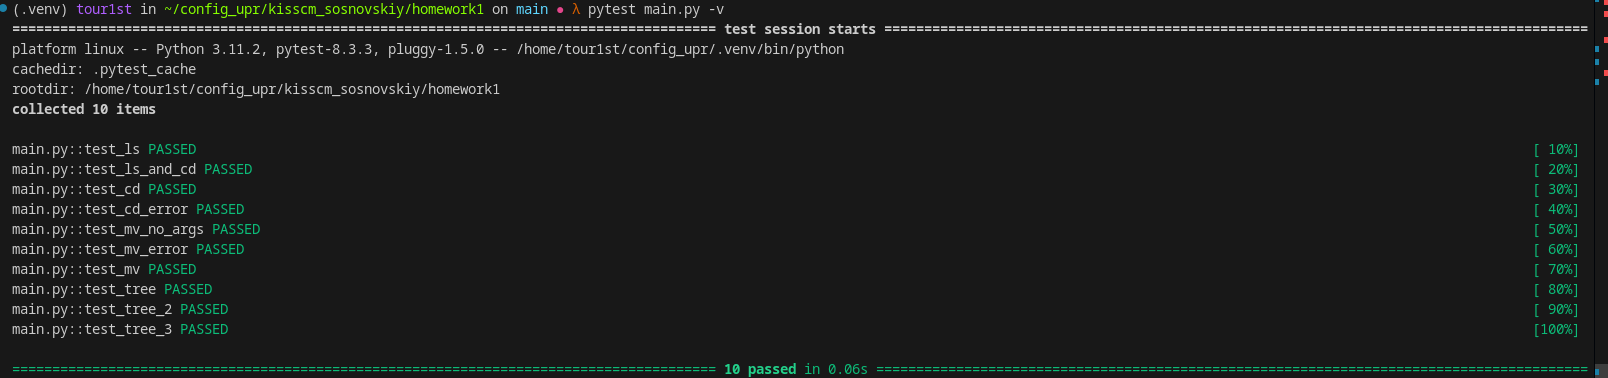 (.venv) tour1st in ~/config_upr/kisscm_sosnovskiy/homework1 on main ● λ pytest main.py -v
======================================================================================== test session starts ========================================================================================
platform linux -- Python 3.11.2, pytest-8.3.3, pluggy-1.5.0 -- /home/tour1st/config_upr/.venv/bin/python
cachedir: .pytest_cache
rootdir: /home/tour1st/config_upr/kisscm_sosnovskiy/homework1
collected 10 items
main.py::test_ls PASSED [ 10%]
main.py::test_ls_and_cd PASSED [ 20%]
main.py::test_cd PASSED [ 30%]
main.py::test_cd_error PASSED [ 40%]
main.py::test_mv_no_args PASSED [ 50%]
main.py::test_mv_error PASSED [ 60%]
main.py::test_mv PASSED [ 70%]
main.py::test_tree PASSED [ 80%]
main.py::test_tree_2 PASSED [ 90%]
main.py::test_tree_3 PASSED [100%]
======================================================================================== 10 passed in 0.06s =========================================================================================